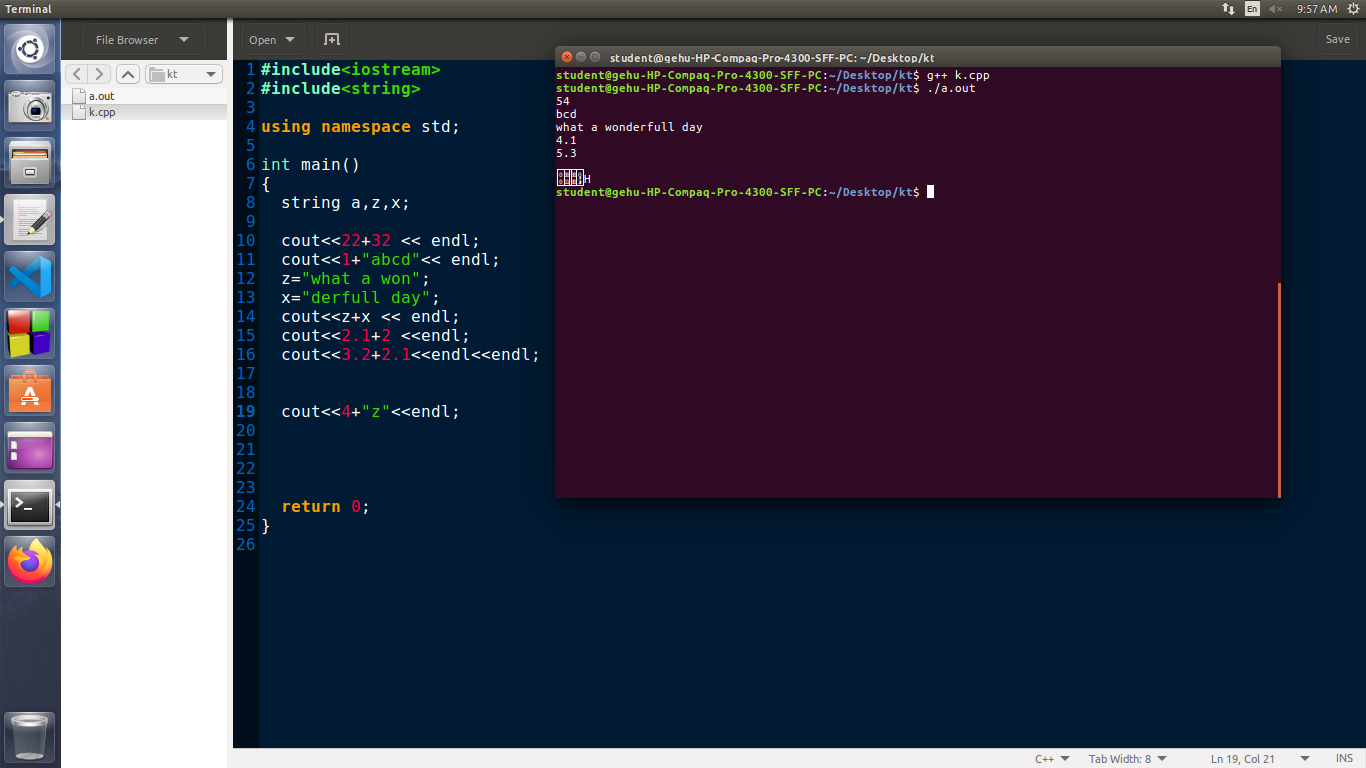 Terminal
En
9:57 AM
File Browser
Open
Save
kt
a.out
k.cpp
1 #include<iostream>
2 #include<string>
3
4 using namespace std;
5
6 int main()
7 {
8 string a,z,x;
9
10 cout<<22+32 << endl;
11 cout<<1+"abcd"<< endl;
12 z="what a won";
13 x="derfull day";
14 cout<<z+x << endl;
15 cout<<2.1+2 <<endl;
16 cout<<3.2+2.1<<endl<<endl;
17
18
19 cout<<4+"z"<<endl;
20
21
22
23
24 return 0;
25 }
26
student@gehu-HP-Compaq-Pro-4300-SFF-PC: ~/Desktop/kt
student@gehu-HP-Compaq-Pro-4300-SFF-PC:~/Desktop/kt$ g++ k.cpp
student@gehu-HP-Compaq-Pro-4300-SFF-PC:~/Desktop/kt$ ./a.out
54
bcd
what a wonderfull day
4.1
5.3
H
student@gehu-HP-Compaq-Pro-4300-SFF-PC:~/Desktop/kt$
C++ Tab Width: 8 Ln 19, Col 21 INS